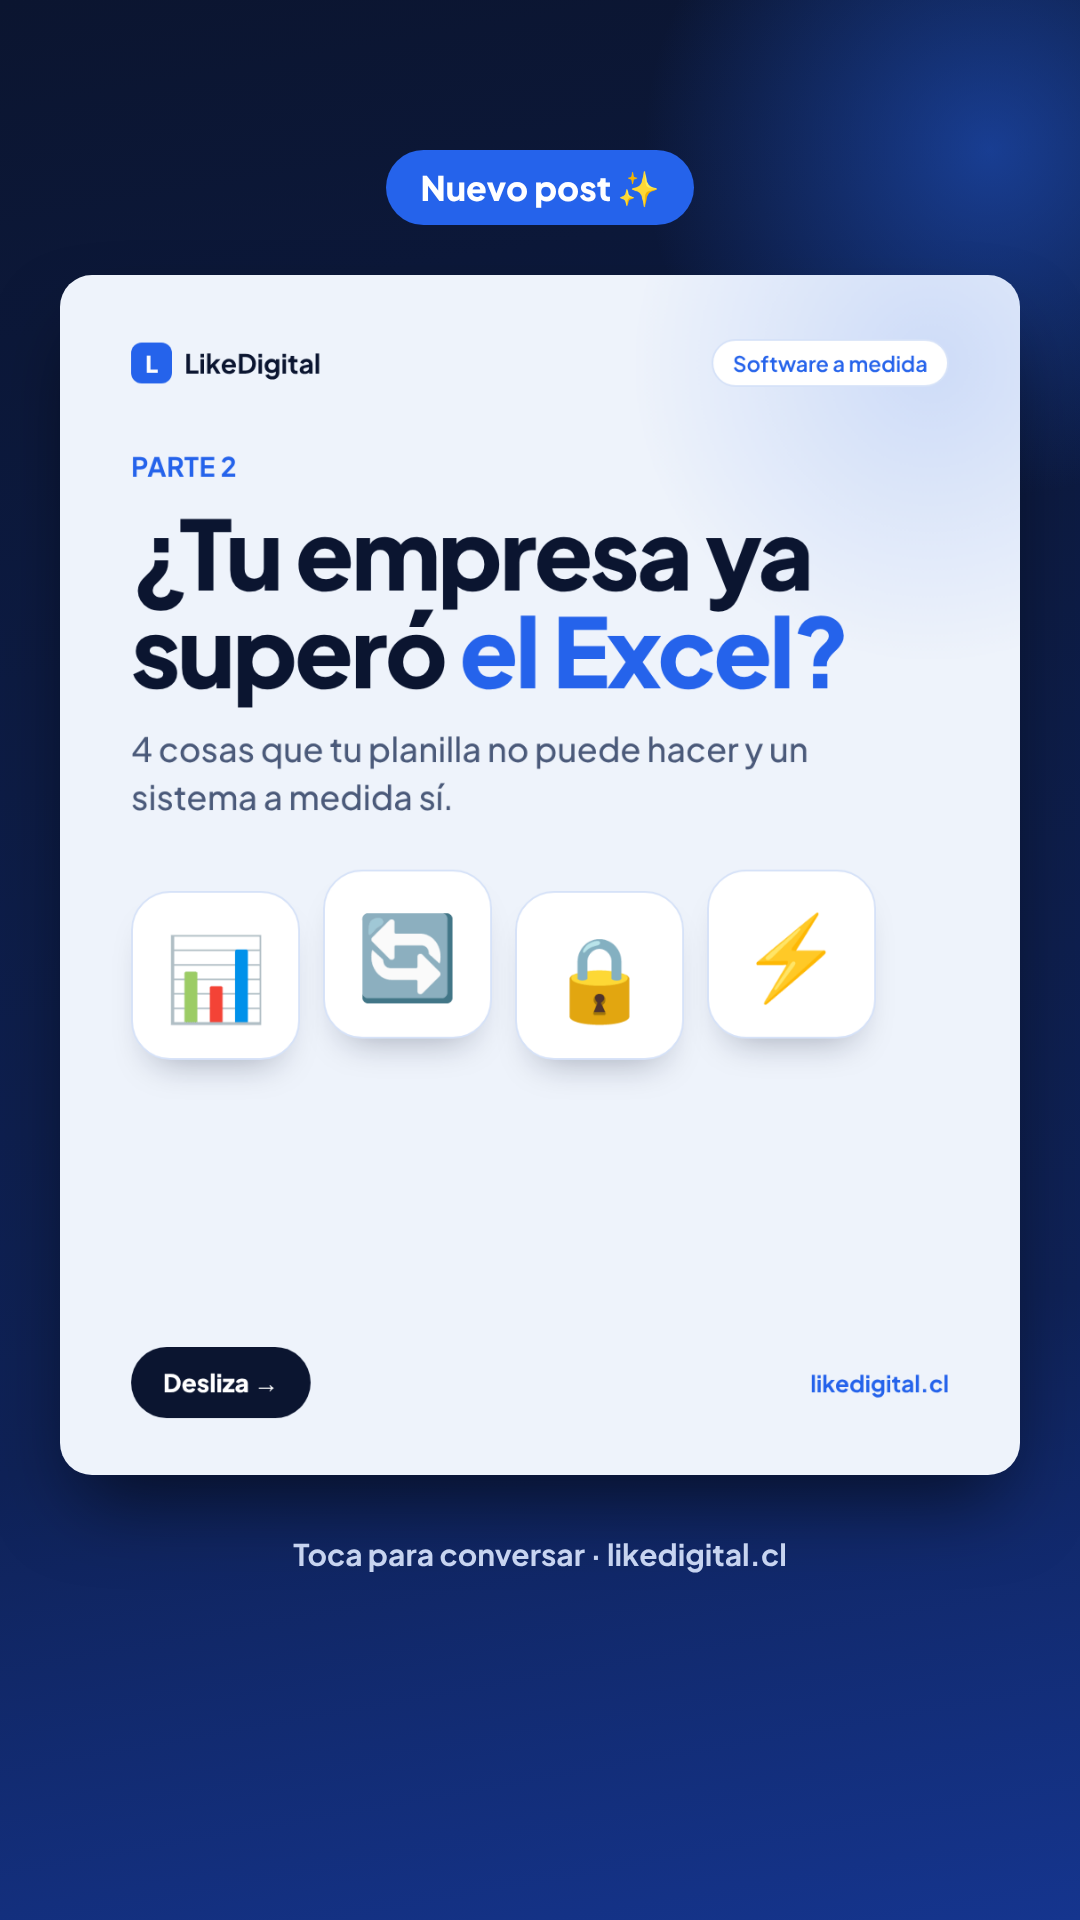 Nuevo post ✨
L LikeDigital
Software a medida
PARTE 2
¿Tu empresa ya
superó el Excel?
4 cosas que tu planilla no puede hacer y un
sistema a medida sí.
Desliza →
likedigital.cl
Toca para conversar · likedigital.cl